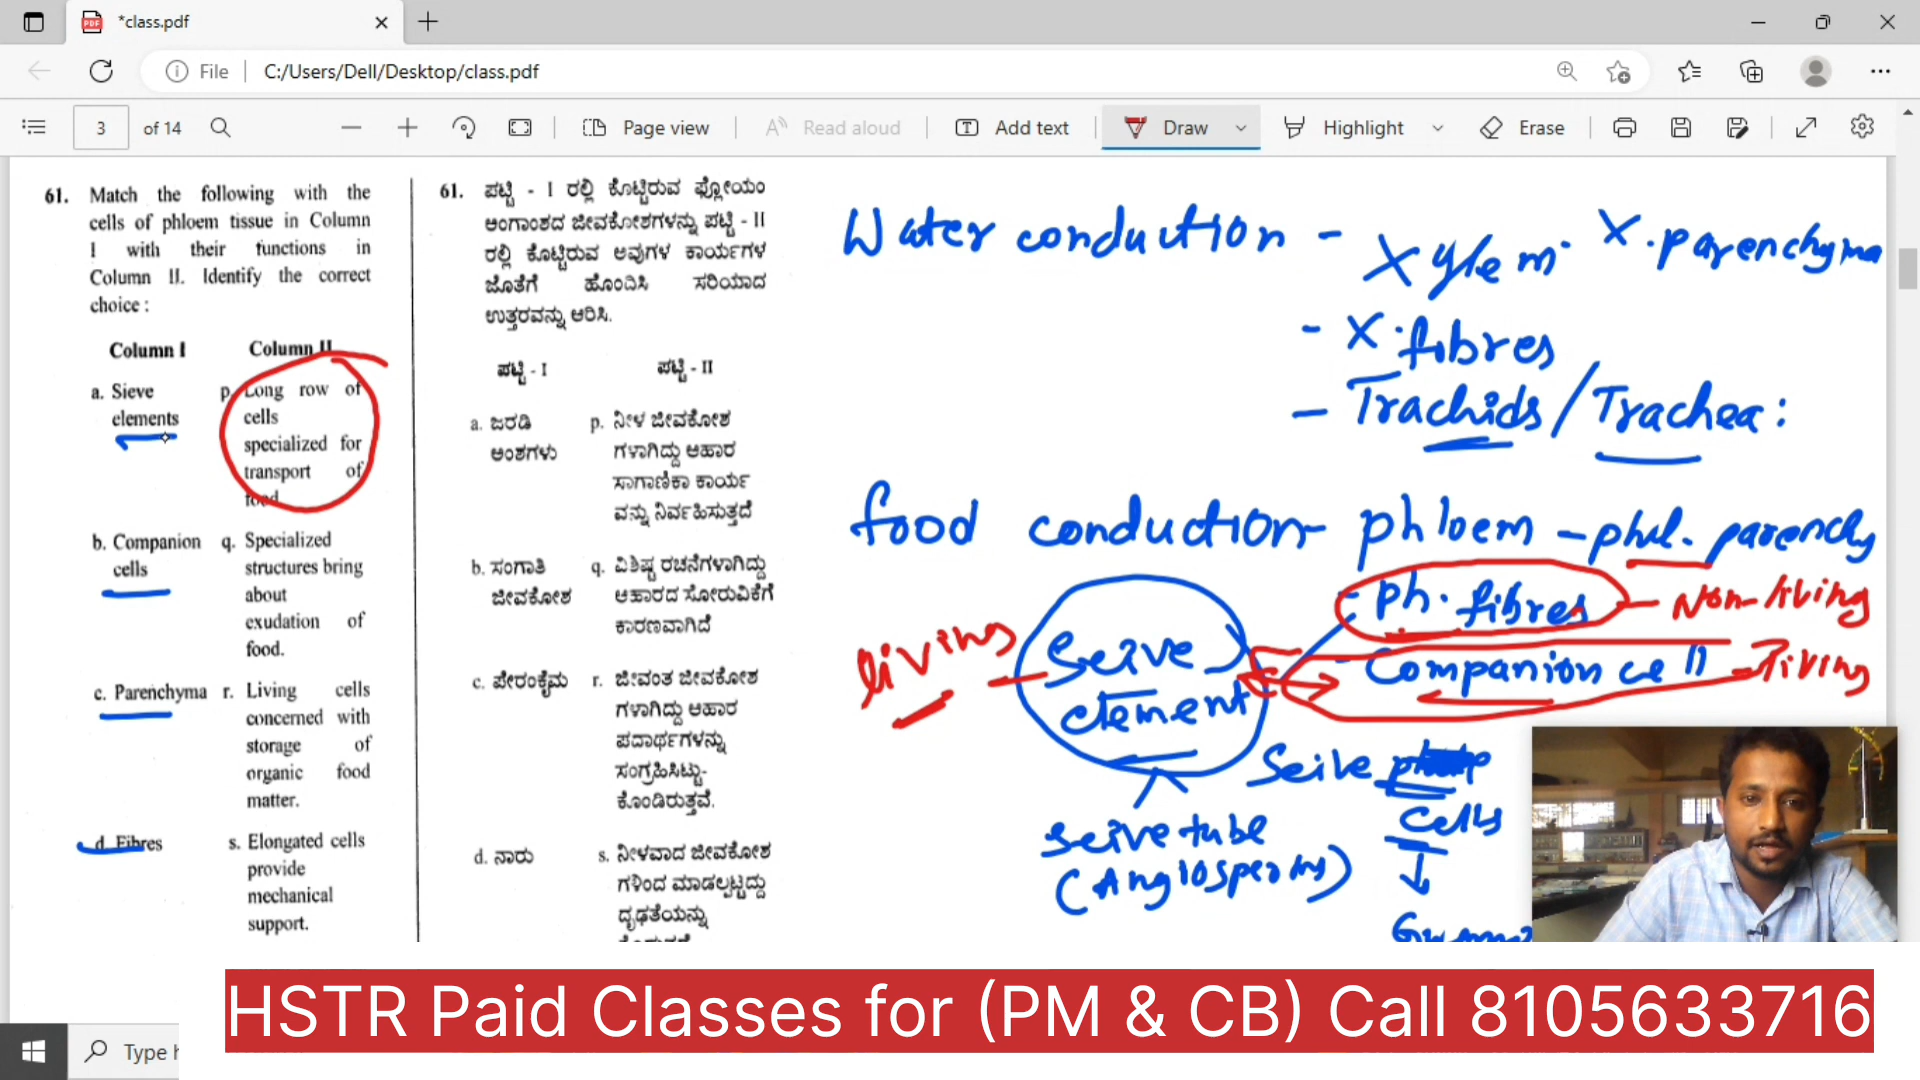 *class.pdf
File
C:/Users/Dell/Desktop/class.pdf
3 of 14
Page view
Read aloud
Add text
Draw
Highlight
Erase
61. Match the following with the
cells of phloem tissue in Column
I with their functions in
Column II. Identify the correct
choice :
Column I Column II
a. Sieve elements
p. Long row of
cells
specialized for
transport of
food
b. Companion cells
q. Specialized
structures bring
about
exudation of
food.
c. Parenchyma
r. Living cells
concerned with
storage of
organic food
matter.
d. Fibres
s. Elongated cells
provide
mechanical
support.
61. ಪಟ್ಟಿ - I ರಲ್ಲಿ ಕೊಟ್ಟಿರುವ ಫ್ಲೋಯಂ
ಅಂಗಾಂಶದ ಜೀವಕೋಶಗಳನ್ನು ಪಟ್ಟಿ - II
ರಲ್ಲಿ ಕೊಟ್ಟಿರುವ ಅವುಗಳ ಕಾರ್ಯಗಳ
ಜೊತೆಗೆ ಹೊಂದಿಸಿ ಸರಿಯಾದ
ಉತ್ತರವನ್ನು ಆರಿಸಿ.
ಪಟ್ಟಿ - I ಪಟ್ಟಿ - II
a. ಜರಡಿ
ಅಂಶಗಳು
p. ನೀಳ ಜೀವಕೋಶ
ಗಳಾಗಿದ್ದು ಆಹಾರ
ಸಾಗಾಣಿಕಾ ಕಾರ್ಯ
ವನ್ನು ನಿರ್ವಹಿಸುತ್ತದೆ
b. ಸಂಗಾತಿ
ಜೀವಕೋಶ
q. ವಿಶಿಷ್ಟ ರಚನೆಗಳಾಗಿದ್ದು
ಆಹಾರದ ಸೋರುವಿಕೆಗೆ
ಕಾರಣವಾಗಿದೆ
c. ಪೇರಂಕೈಮ
r. ಜೀವಂತ ಜೀವಕೋಶ
ಗಳಾಗಿದ್ದು ಆಹಾರ
ಪದಾರ್ಥಗಳನ್ನು
ಸಂಗ್ರಹಿಸಿಟ್ಟು-
ಕೊಂಡಿರುತ್ತವೆ.
d. ನಾರು
s. ನೀಳವಾದ ಜೀವಕೋಶ
ಗಳಿಂದ ಮಾಡಲ್ಪಟ್ಟದ್ದು
ದೃಢತೆಯನ್ನು
Water conduction - Xylem. X.parenchyma
- X.fibres
- Trachids / Trachea:
food conduction- phloem - phl. parenchy
- ph. fibres - Non-living
- Companion cell - living
living - Seive element
Seive
cells
seive tube
(Angiosperms)
HSTR Paid Classes for (PM & CB) Call 8105633716
Type